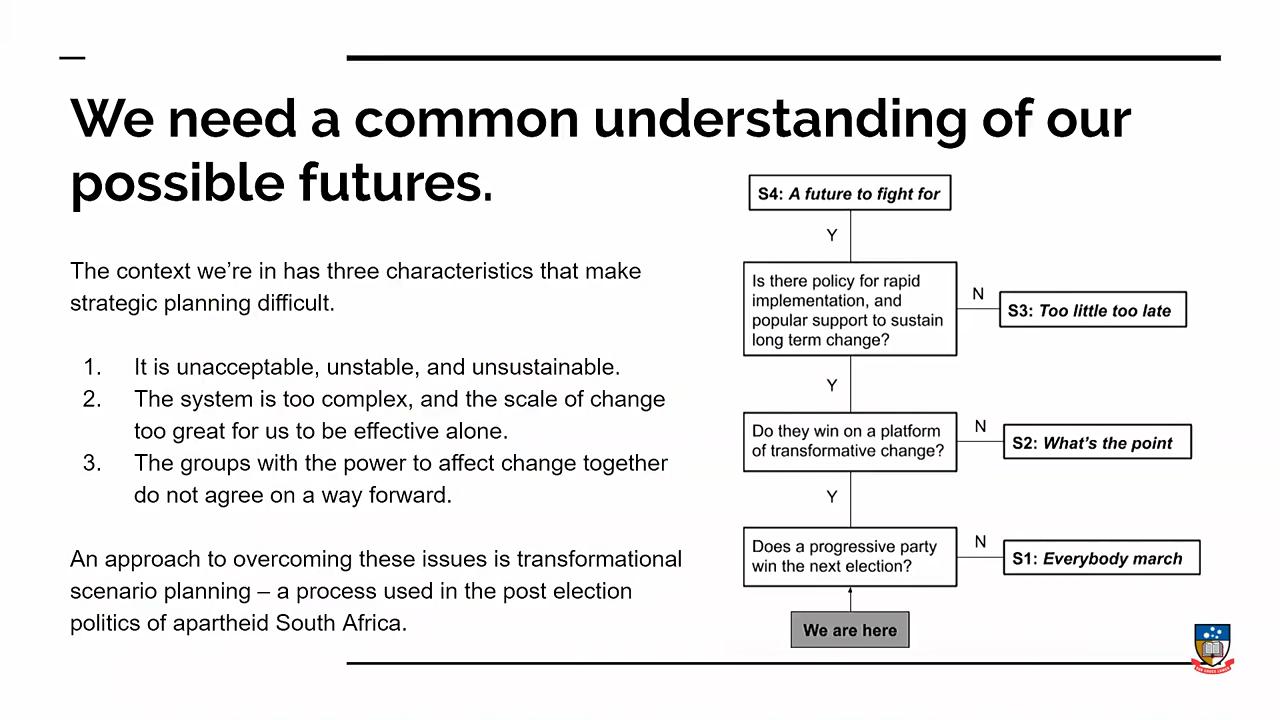 We need a common understanding of our
possible futures.
The context we’re in has three characteristics that make
strategic planning difficult.
1. It is unacceptable, unstable, and unsustainable.
2. The system is too complex, and the scale of change
too great for us to be effective alone.
3. The groups with the power to affect change together
do not agree on a way forward.
An approach to overcoming these issues is transformational
scenario planning – a process used in the post election
politics of apartheid South Africa.
S4: A future to fight for
Y
Is there policy for rapid
implementation, and
popular support to sustain
long term change?
N
S3: Too little too late
Y
Do they win on a platform
of transformative change?
N
S2: What’s the point
Y
Does a progressive party
win the next election?
N
S1: Everybody march
We are here